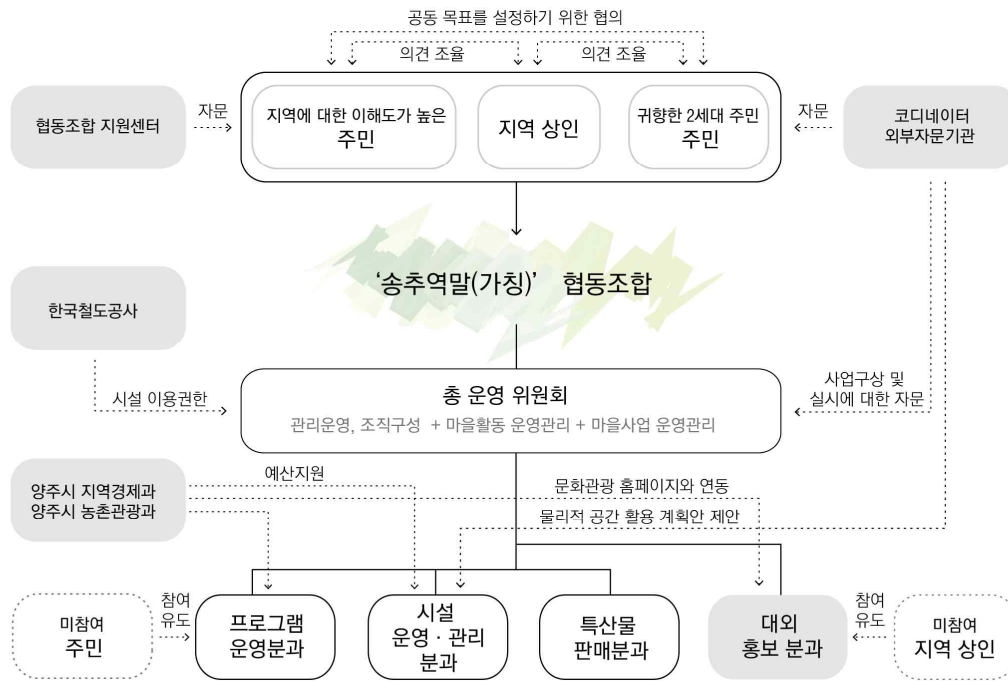 공동 목표를 설정하기 위한 협의
의견 조율
의견 조율
협동조합 지원센터
자문
지역에 대한 이해도가 높은
주민
지역 상인
귀향한 2세대 주민
주민
자문
코디네이터
외부자문기관
‘송추역말(가칭)’ 협동조합
한국철도공사
시설 이용권한
총 운영 위원회
관리운영, 조직구성 + 마을활동 운영관리 + 마을사업 운영관리
사업구상 및
실시에 대한 자문
양주시 지역경제과
양주시 농촌관광과
예산지원
문화관광 홈페이지와 연동
물리적 공간 활용 계획안 제안
미참여
주민
참여
유도
프로그램
운영분과
시설
운영 · 관리
분과
특산물
판매분과
대외
홍보 분과
참여
유도
미참여
지역 상인